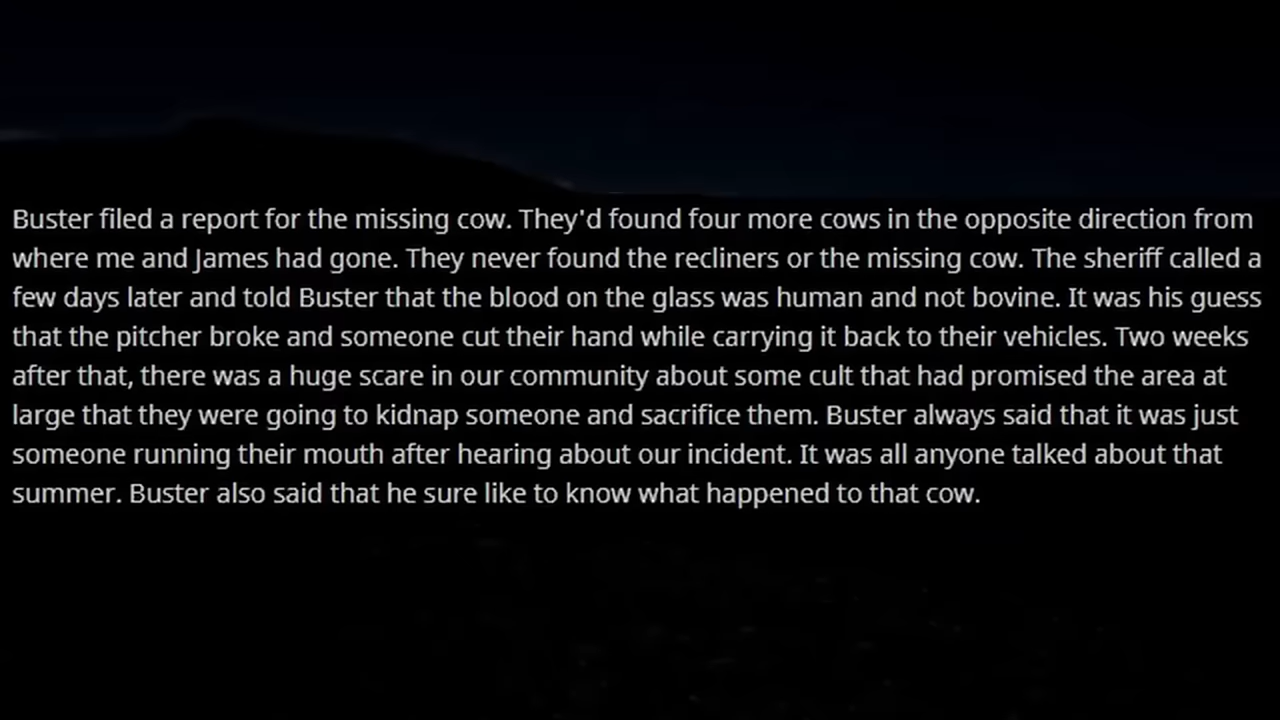 Buster filed a report for the missing cow. They'd found four more cows in the opposite direction from
where me and James had gone. They never found the recliners or the missing cow. The sheriff called a
few days later and told Buster that the blood on the glass was human and not bovine. It was his guess
that the pitcher broke and someone cut their hand while carrying it back to their vehicles. Two weeks
after that, there was a huge scare in our community about some cult that had promised the area at
large that they were going to kidnap someone and sacrifice them. Buster always said that it was just
someone running their mouth after hearing about our incident. It was all anyone talked about that
summer. Buster also said that he sure like to know what happened to that cow.